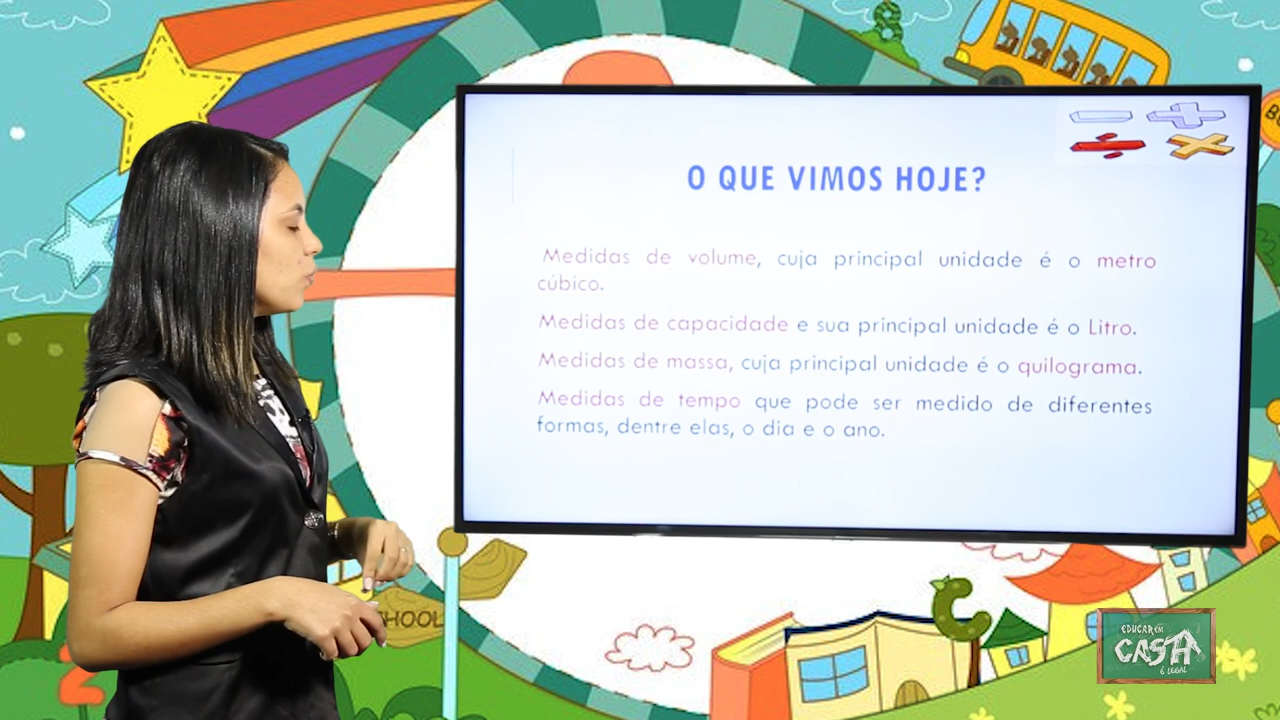 O QUE VIMOS HOJE?
Medidas de volume, cuja principal unidade é o metro
cúbico.
Medidas de capacidade e sua principal unidade é o Litro.
Medidas de massa, cuja principal unidade é o quilograma.
Medidas de tempo que pode ser medido de diferentes
formas, dentre elas, o dia e o ano.
HOOL
EDUCAR EM
CASA
É LEGAL